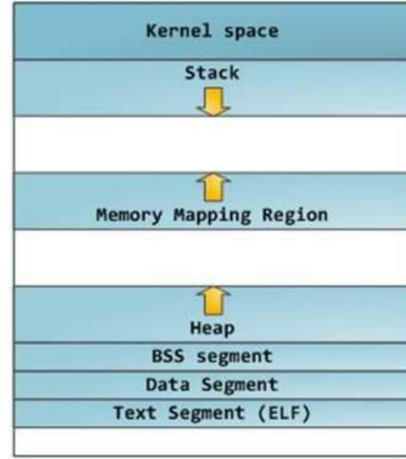 Kernel space
Stack
Memory Mapping Region
Heap
BSS segment
Data Segment
Text Segment (ELF)